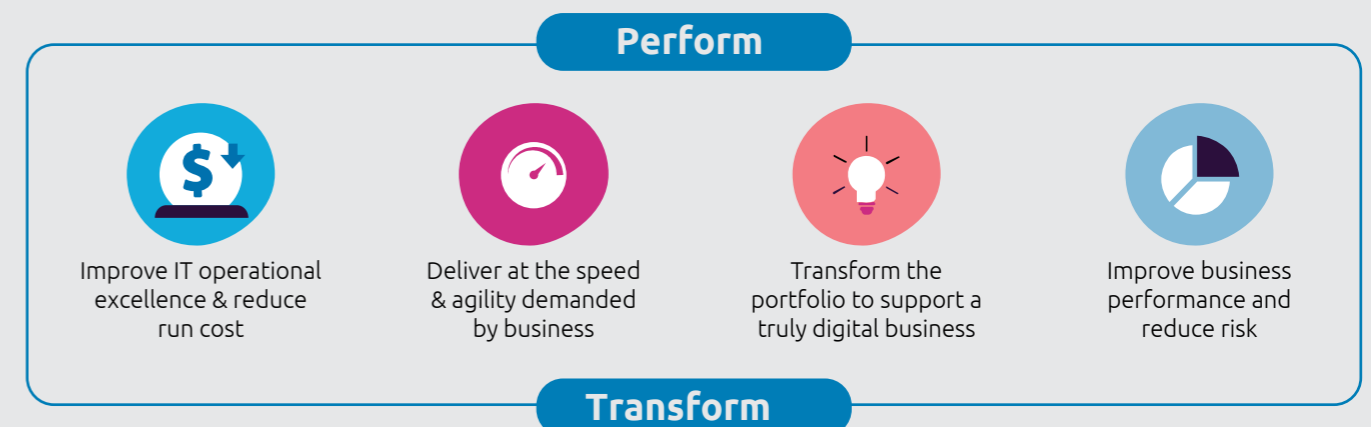 Perform
$
Improve IT operational
excellence & reduce
run cost
Deliver at the speed
& agility demanded
by business
Transform the
portfolio to support a
truly digital business
Improve business
performance and
reduce risk
Transform